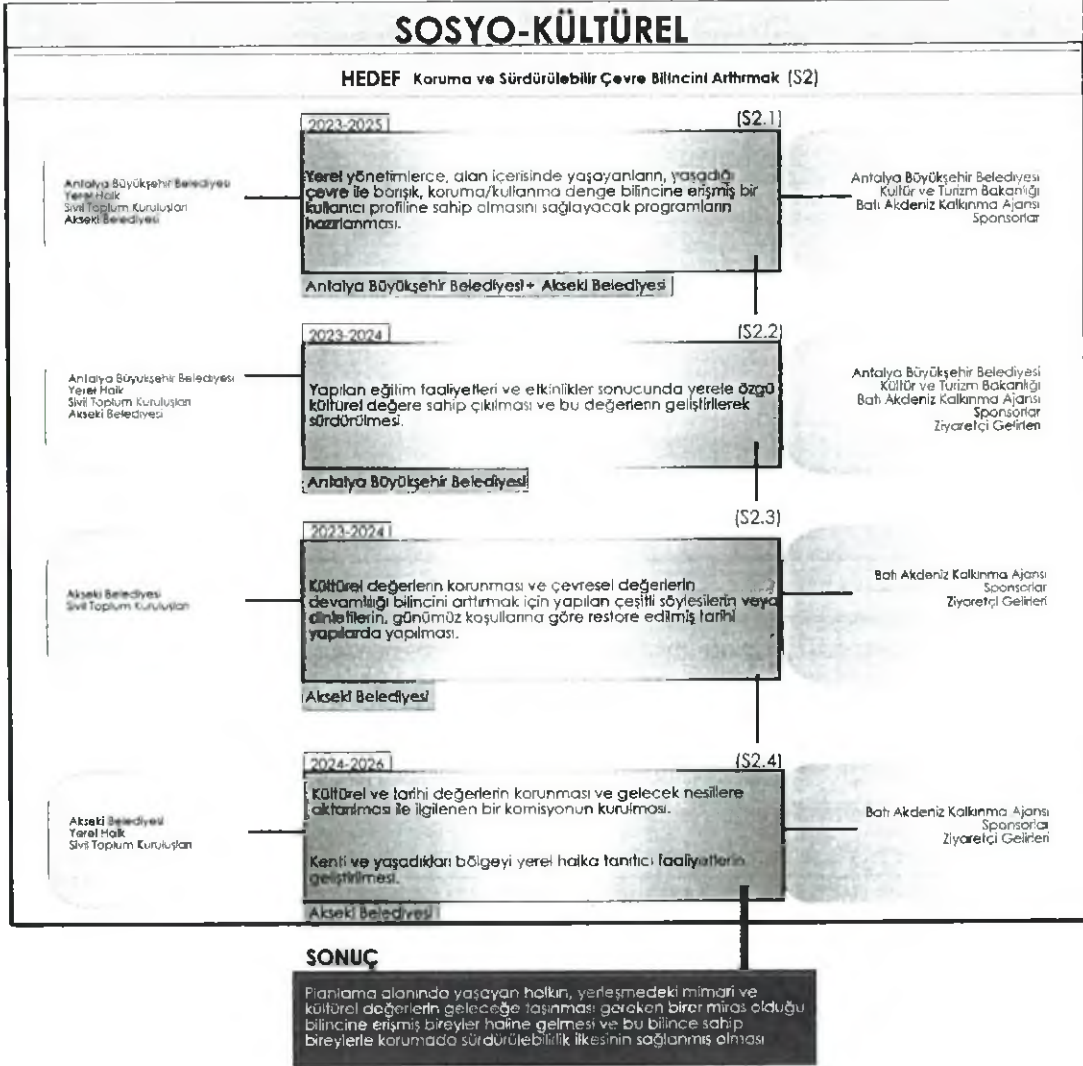 SOSYO-KÜLTÜREL
HEDEF Koruma ve Sürdürülebilir Çevre Bilincini Arttırmak (S2)
2023-2025
(S2.1)
Antalya Büyükşehir Belediyesi
Yerel Halk
Sivil Toplum Kuruluşları
Akseki Belediyesi
Yerel yönetimlerce, alan içerisinde yaşayanların, yaşadığı
çevre ile barışık, koruma/kullanma denge bilincine erişmiş bir
kullanıcı profiline sahip olmasını sağlayacak programların
hazırlanması.
Antalya Büyükşehir Belediyesi
Kültür ve Turizm Bakanlığı
Batı Akdeniz Kalkınma Ajansı
Sponsorlar
Antalya Büyükşehir Belediyesi+ Akseki Belediyesi
2023-2024
(S2.2)
Antalya Büyükşehir Belediyesi
Yerel Halk
Sivil Toplum Kuruluşları
Akseki Belediyesi
Yapılan eğitim faaliyetleri ve etkinlikler sonucunda yerele özgü
kültürel değere sahip çıkılması ve bu değerlerin geliştirilerek
sürdürülmesi.
Antalya Büyükşehir Belediyesi
Kültür ve Turizm Bakanlığı
Batı Akdeniz Kalkınma Ajansı
Sponsorlar
Ziyaretçi Gelirleri
Antalya Büyükşehir Belediyesi
2023-2024
(S2.3)
Akseki Belediyesi
Sivil Toplum Kuruluşları
Kültürel değerlerin korunması ve çevresel değerlerin
devamlılığı bilincini arttırmak için yapılan çeşitli söyleşilerin veya
dinletilerin, günümüz koşullarına göre restore edilmiş tarihi
yapılarda yapılması.
Batı Akdeniz Kalkınma Ajansı
Sponsorlar
Ziyaretçi Gelirleri
Akseki Belediyesi
2024-2026
(S2.4)
Akseki Belediyesi
Yerel Halk
Sivil Toplum Kuruluşları
Kültürel ve tarihi değerlerin korunması ve gelecek nesillere
aktarılması ile ilgilenen bir komisyonun kurulması.
Kenti ve yaşadıkları bölgeyi yerel halka tanıtıcı faaliyetlerin
geliştirilmesi.
Batı Akdeniz Kalkınma Ajansı
Sponsorlar
Ziyaretçi Gelirleri
Akseki Belediyesi
SONUÇ
Planlama alanında yaşayan halkın, yerleşmedeki mimari ve
kültürel değerlerin geleceğe taşınması gereken birer miras olduğu
bilincine erişmiş bireyler haline gelmesi ve bu bilince sahip
bireylerle korumada sürdürülebilirlik ilkesinin sağlanmış olması